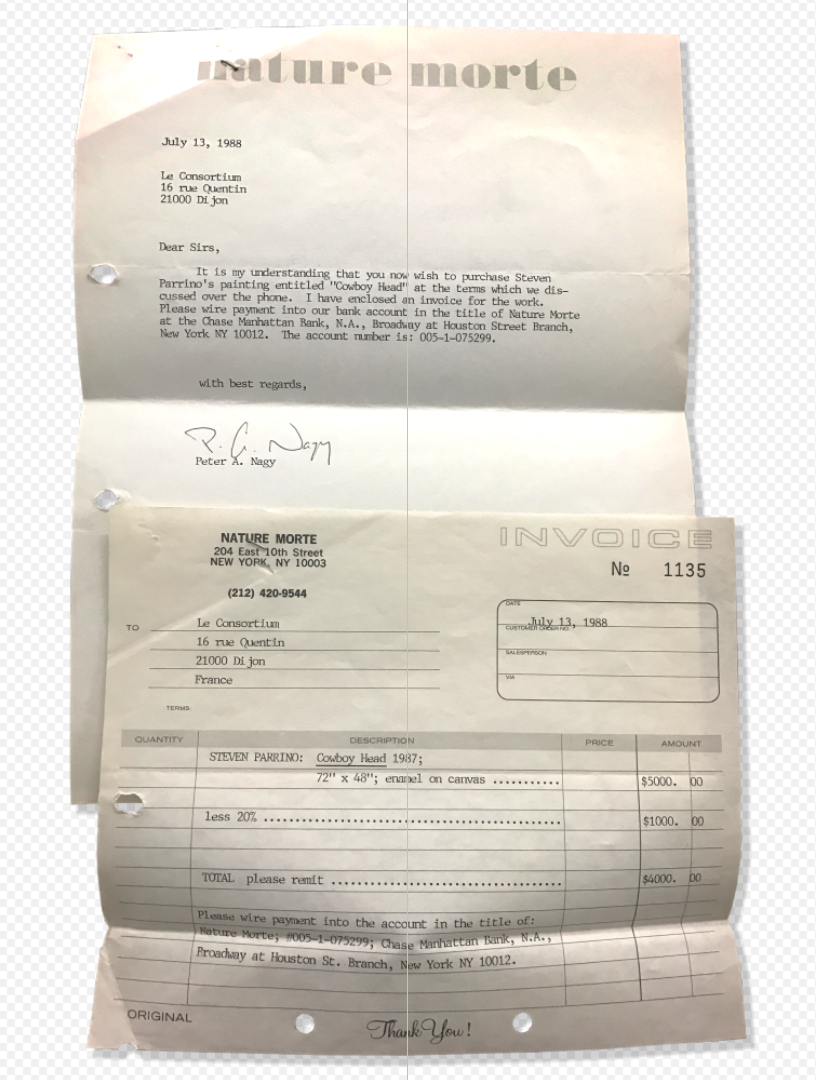 nature morte
July 13, 1988
Le Consortium
16 rue Quentin
21000 Dijon
Dear Sirs,
It is my understanding that you now wish to purchase Steven
Parrino's painting entitled "Cowboy Head" at the terms which we dis-
cussed over the phone. I have enclosed an invoice for the work.
Please wire payment into our bank account in the title of Nature Morte
at the Chase Manhattan Bank, N.A., Broadway at Houston Street Branch,
New York NY 10012. The account number is: 005-1-075299.
with best regards,
P. A. Nagy
Peter A. Nagy
INVOICE
NATURE MORTE
204 East 10th Street
NEW YORK, NY 10003
(212) 420-9544
No 1135
TO
Le Consortium
16 rue Quentin
21000 Dijon
France
DATE
July 13, 1988
CUSTOMER ORDER NO.
SALESPERSON
VIA
TERMS:
QUANTITY DESCRIPTION PRICE AMOUNT
STEVEN PARRINO: Cowboy Head 1987;
72" x 48"; enamel on canvas ........... $5000. 00
less 20% ................................................ $1000. 00
TOTAL please remit ..................................... $4000. 00
Please wire payment into the account in the title of:
Nature Morte; #005-1-075299; Chase Manhattan Bank, N.A.,
Broadway at Houston St. Branch, New York NY 10012.
ORIGINAL
Thank You!